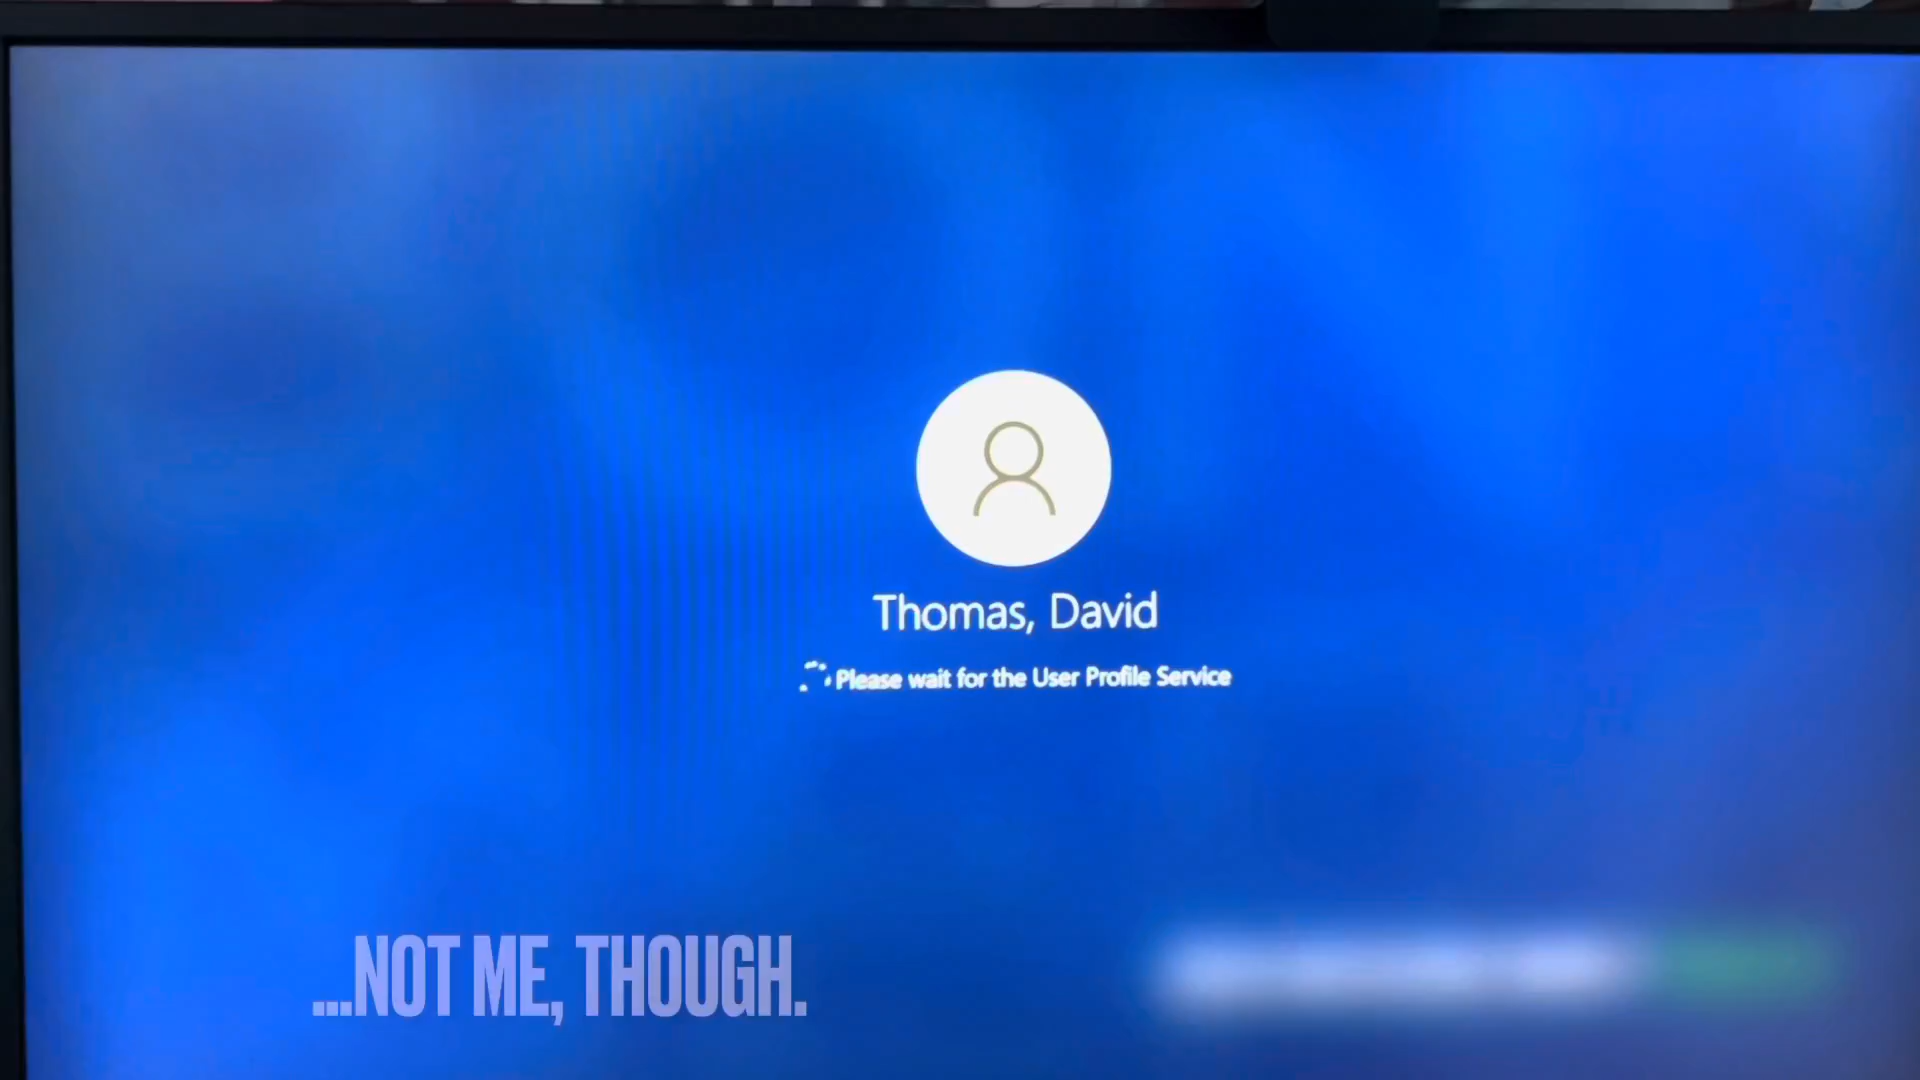 Thomas, David
Please wait for the User Profile Service
...NOT ME, THOUGH.